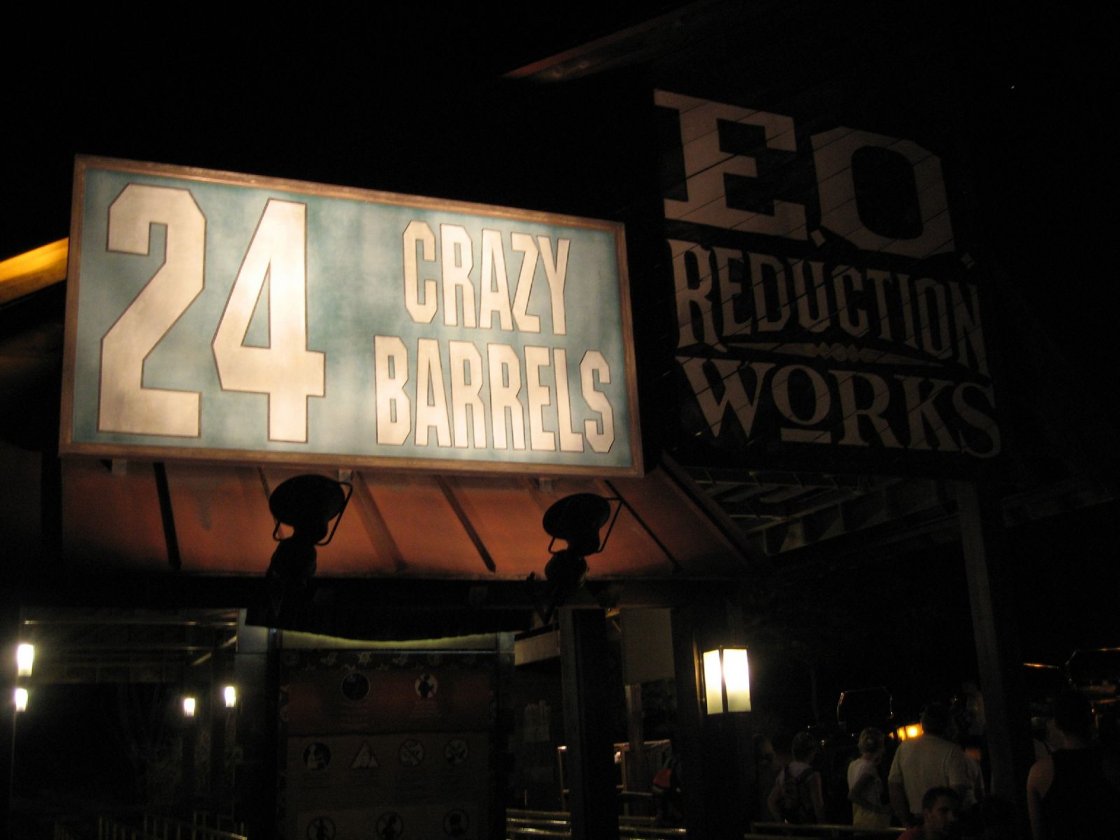 24
CRAZY
BARRELS
E.O.
REDUCTION
WORKS